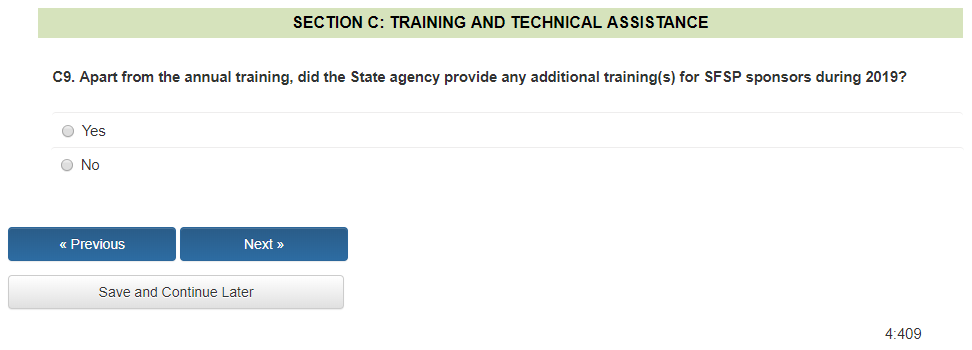 SECTION C: TRAINING AND TECHNICAL ASSISTANCE
C9. Apart from the annual training, did the State agency provide any additional training(s) for SFSP sponsors during 2019?
Yes
No
« Previous
Next »
Save and Continue Later
4:409